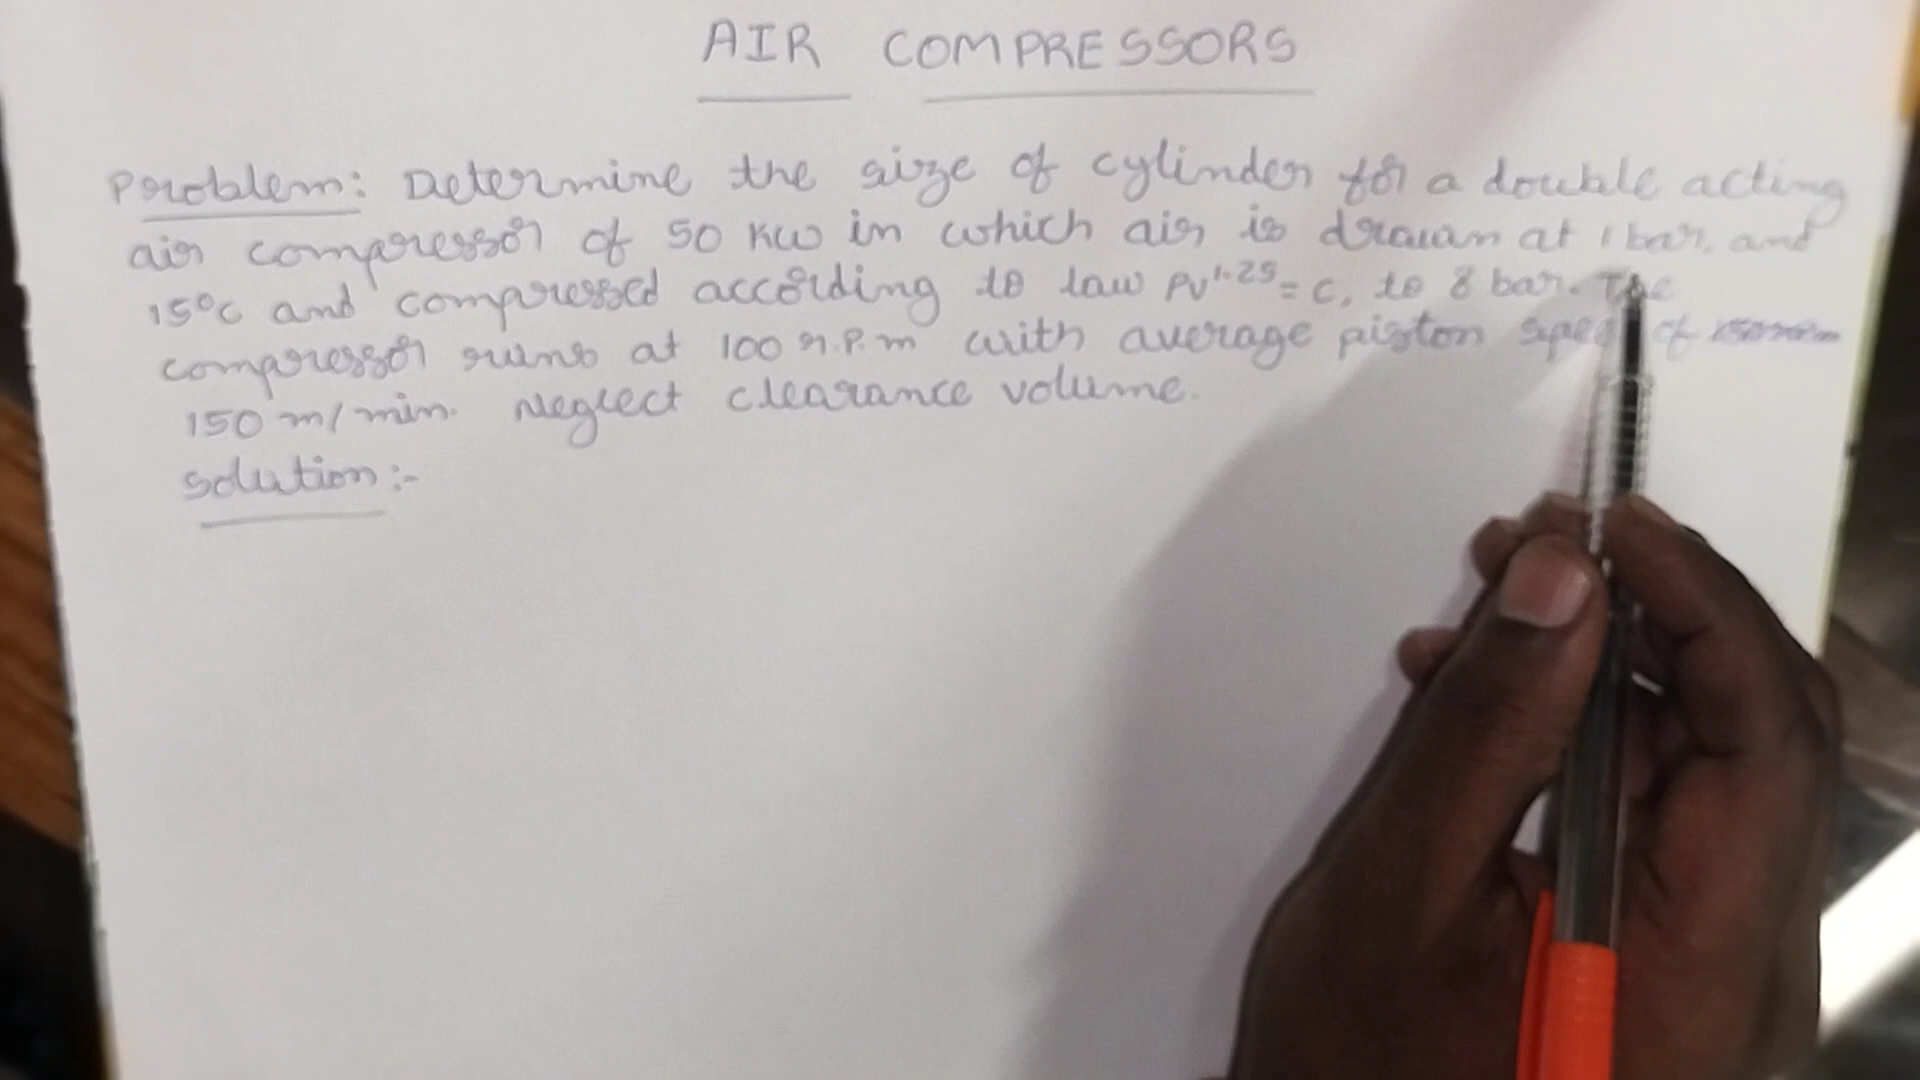 AIR COMPRESSORS
Problem: Determine the size of cylinder for a double acting
air compressor of 50 KW in which air is drawn at 1 bar, and
15°C and compressed according to law PV^1.25 = C, to 8 bar. The
compressor runs at 100 r.P.m with average piston speed of
150 m/min. Neglect clearance volume.
Solution:-